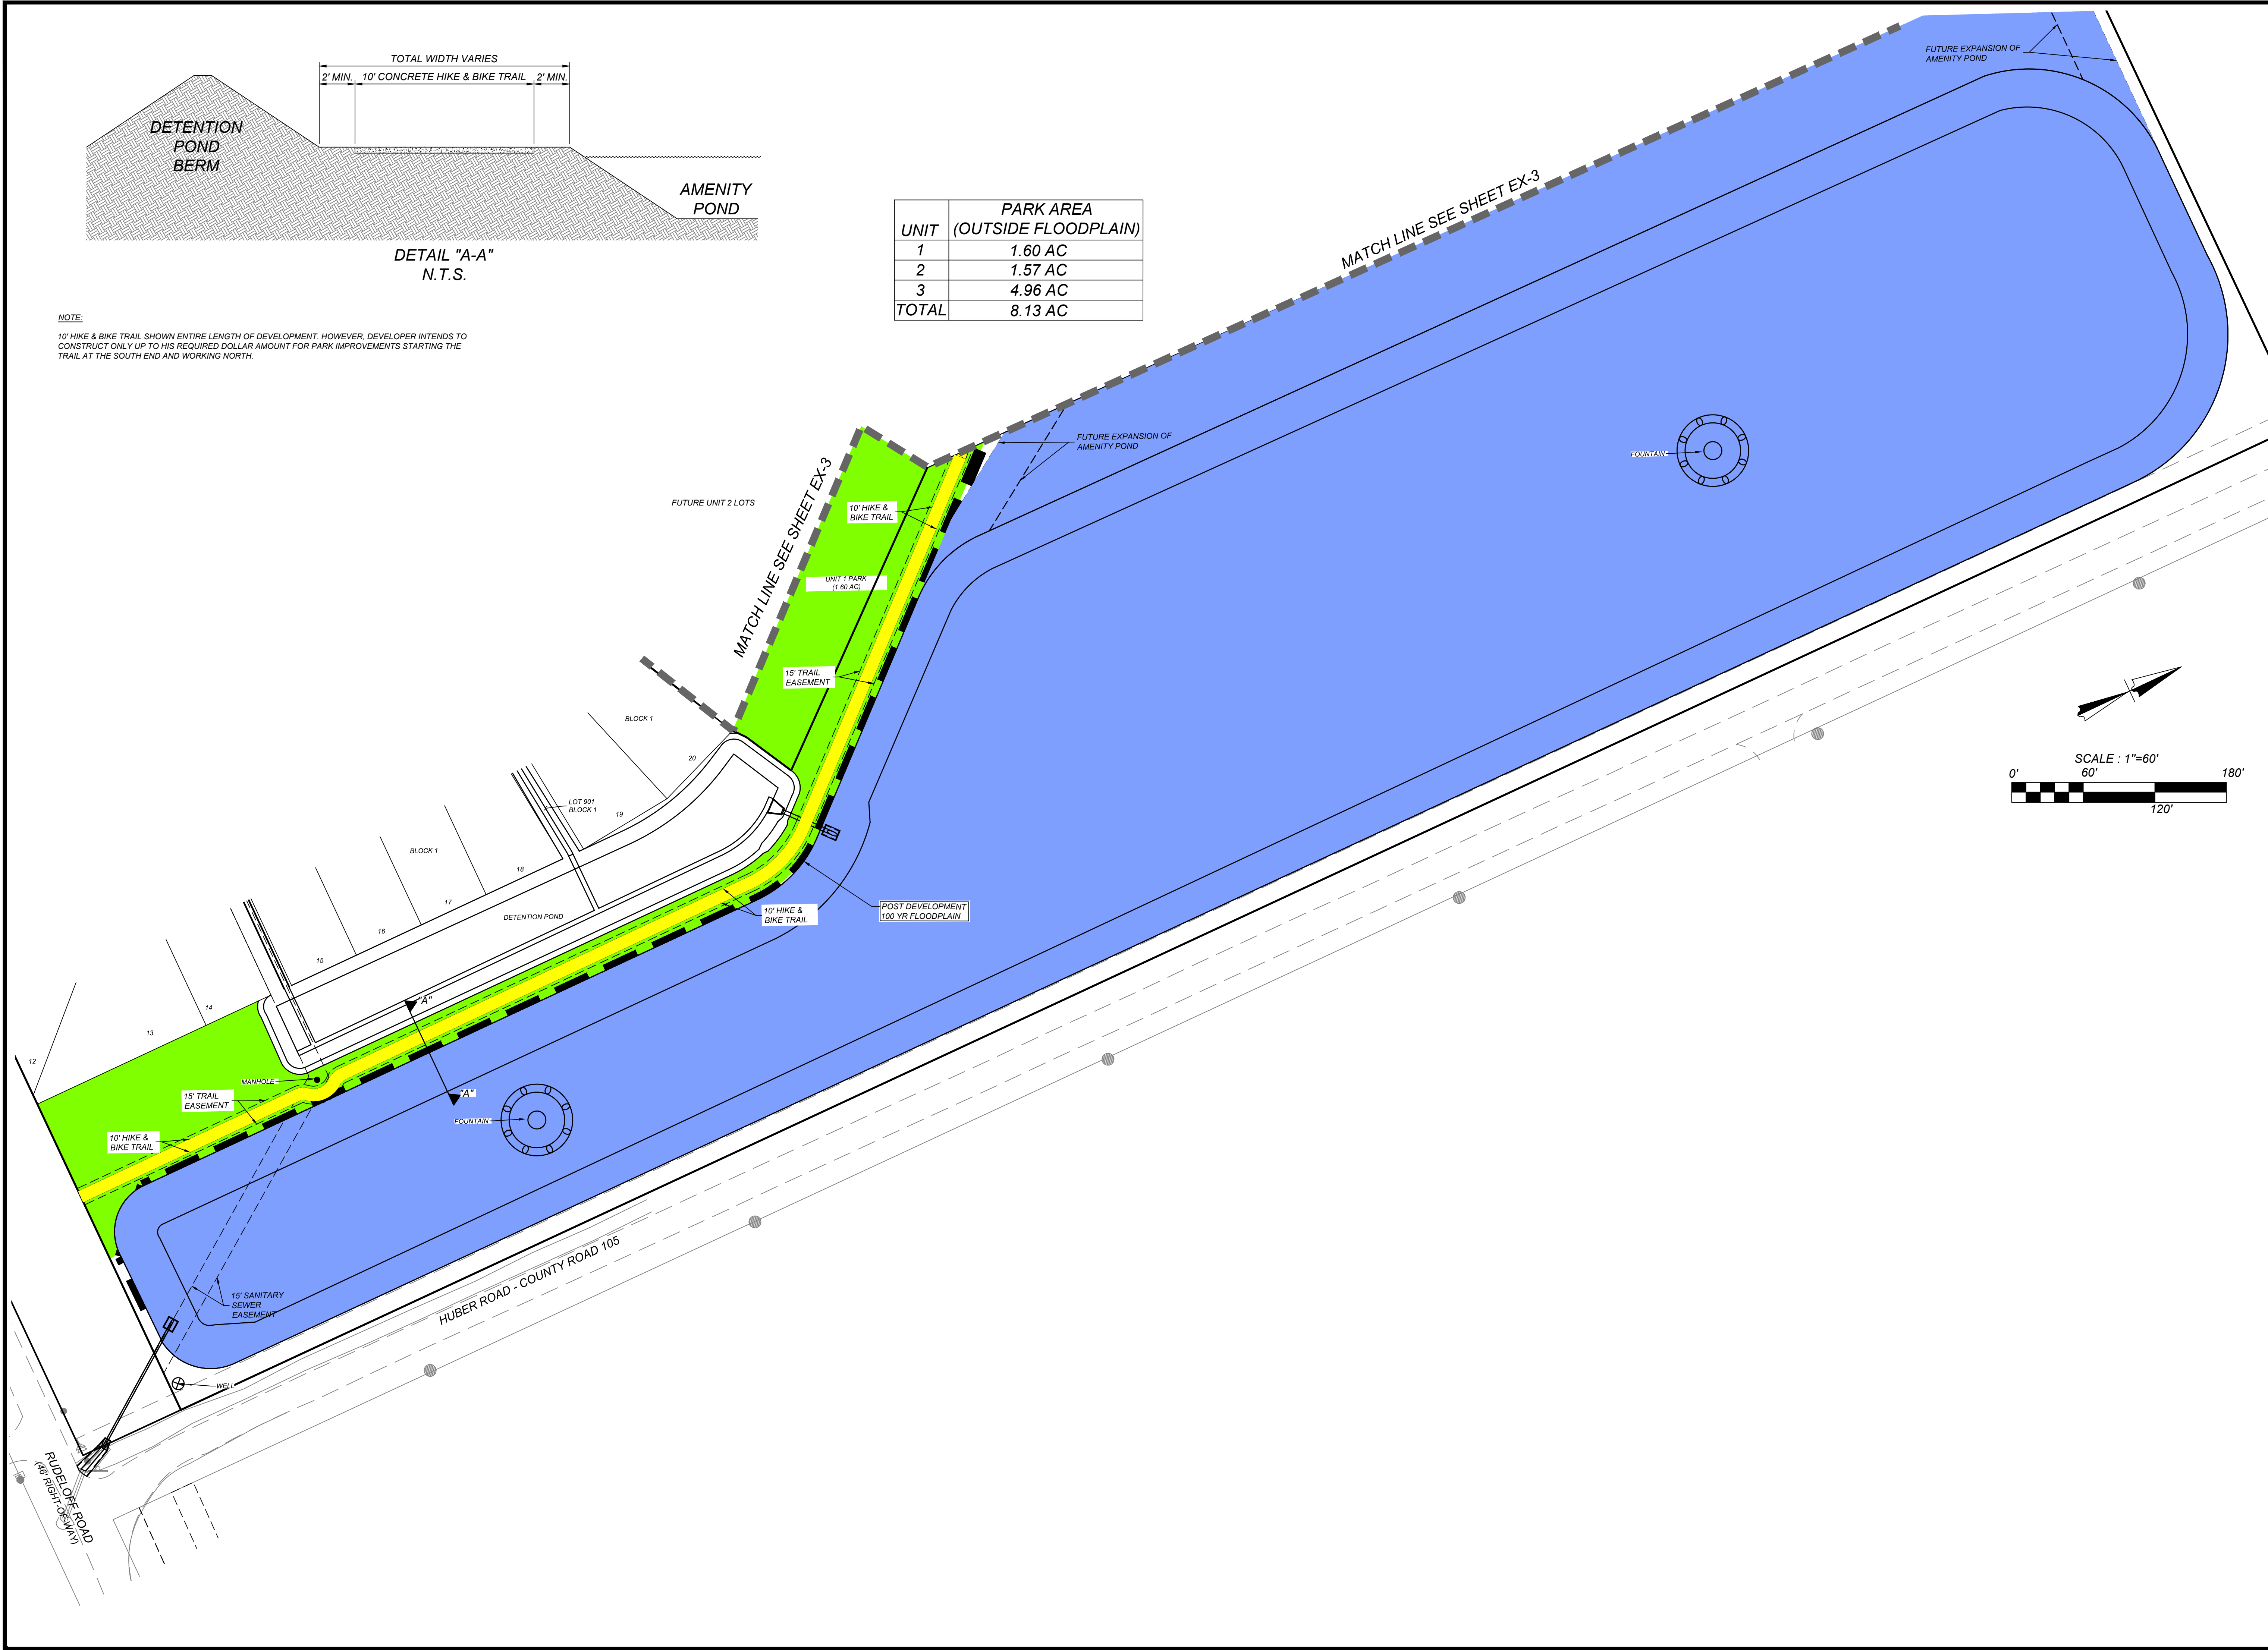 TOTAL WIDTH VARIES
2' MIN. 10' CONCRETE HIKE & BIKE TRAIL 2' MIN.
DETENTION
POND
BERM
AMENITY
POND
DETAIL "A-A"
N.T.S.
NOTE:
10' HIKE & BIKE TRAIL SHOWN ENTIRE LENGTH OF DEVELOPMENT. HOWEVER, DEVELOPER INTENDS TO
CONSTRUCT ONLY UP TO HIS REQUIRED DOLLAR AMOUNT FOR PARK IMPROVEMENTS STARTING THE
TRAIL AT THE SOUTH END AND WORKING NORTH.
UNIT PARK AREA
(OUTSIDE FLOODPLAIN)
1 1.60 AC
2 1.57 AC
3 4.96 AC
TOTAL 8.13 AC
FUTURE EXPANSION OF
AMENITY POND
MATCH LINE SEE SHEET EX-3
FUTURE EXPANSION OF
AMENITY POND
FOUNTAIN
MATCH LINE SEE SHEET EX-3
FUTURE UNIT 2 LOTS
10' HIKE &
BIKE TRAIL
UNIT 1 PARK
(1.60 AC)
15' TRAIL
EASEMENT
BLOCK 1
20
LOT 901
BLOCK 1
19
BLOCK 1
18
17
16
15
14
13
12
DETENTION POND
10' HIKE &
BIKE TRAIL
POST DEVELOPMENT
100 YR FLOODPLAIN
SCALE : 1"=60'
0' 60' 180'
120'
"A"
"A"
MANHOLE
15' TRAIL
EASEMENT
FOUNTAIN
10' HIKE &
BIKE TRAIL
15' SANITARY
SEWER
EASEMENT
HUBER ROAD - COUNTY ROAD 105
WELL
RUDELOFF ROAD
(46' RIGHT-OF-WAY)